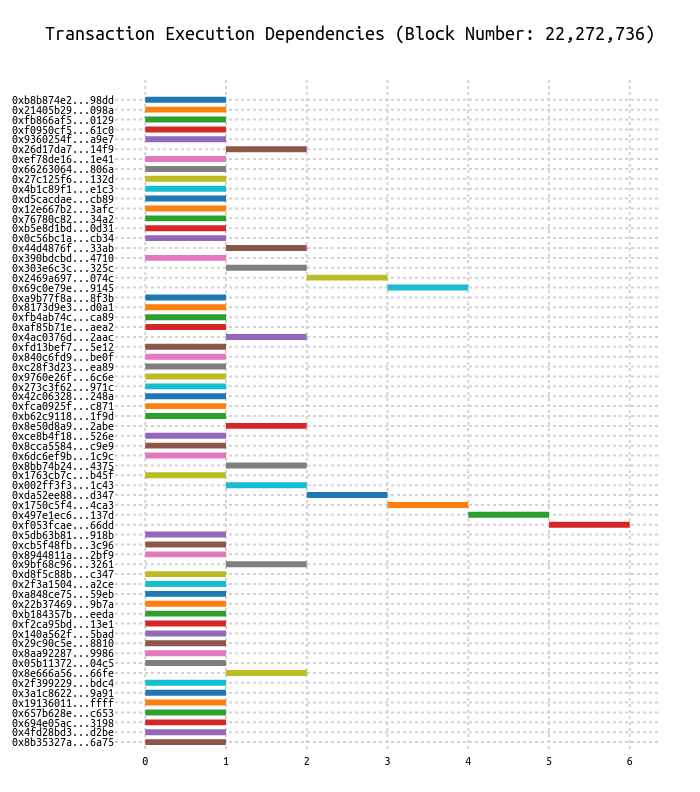 Transaction Execution Dependencies (Block Number: 22,272,736)
0xb8b874e2...98dd
0x21405b29...098a
0xfb866af5...0129
0xf0950cf5...61c0
0x9360254f...a9e7
0x26d17da7...14f9
0xef78de16...1e41
0x66263064...806a
0x27c125f6...132d
0x4b1c89f1...e1c3
0xd5cacdae...cb89
0x12e667b2...3afc
0x76780c82...34a2
0xb5e8d1bd...0d31
0x0c56bc1a...cb34
0x44d4876f...33ab
0x390bdcbd...4710
0x303e6c3c...325c
0x2469a697...074c
0x69c0e79e...9145
0xa9b77f8a...8f3b
0x8173d9e3...d0a1
0xfb4ab74c...ca89
0xaf85b71e...aea2
0x4ac0376d...2aac
0xfd13bef7...5e12
0x840c6fd9...be0f
0xc28f3d23...ea89
0x9760e26f...6c6e
0x273c3f62...971c
0x42c06328...248a
0xfca0925f...c871
0xb62c9118...1f9d
0x8e50d8a9...2abe
0xce8b4f18...526e
0x8cca5584...c9e9
0x6dc6ef9b...1c9c
0x8bb74b24...4375
0x1763cb7c...b45f
0x002ff3f3...1c43
0xda52ee88...d347
0x1750c5f4...4ca3
0x497e1ec6...137d
0xf053fcae...66dd
0x5db63b81...918b
0xcb5f48fb...3c96
0x8944811a...2bf9
0x9bf68c96...3261
0xd8f5c88b...c347
0x2f3a1504...a2ce
0xa848ce75...59eb
0x22b37469...9b7a
0xb184357b...eeda
0xf2ca95bd...13e1
0x140a562f...5bad
0x29c90c5e...8810
0x8aa92287...9986
0x05b11372...04c5
0x8e666a56...66fe
0x2f399229...bdc4
0x3a1c8622...9a91
0x19136011...ffff
0x657b628e...c653
0x694e05ac...3198
0x4fd28bd3...d2be
0x8b35327a...6a75
0 1 2 3 4 5 6